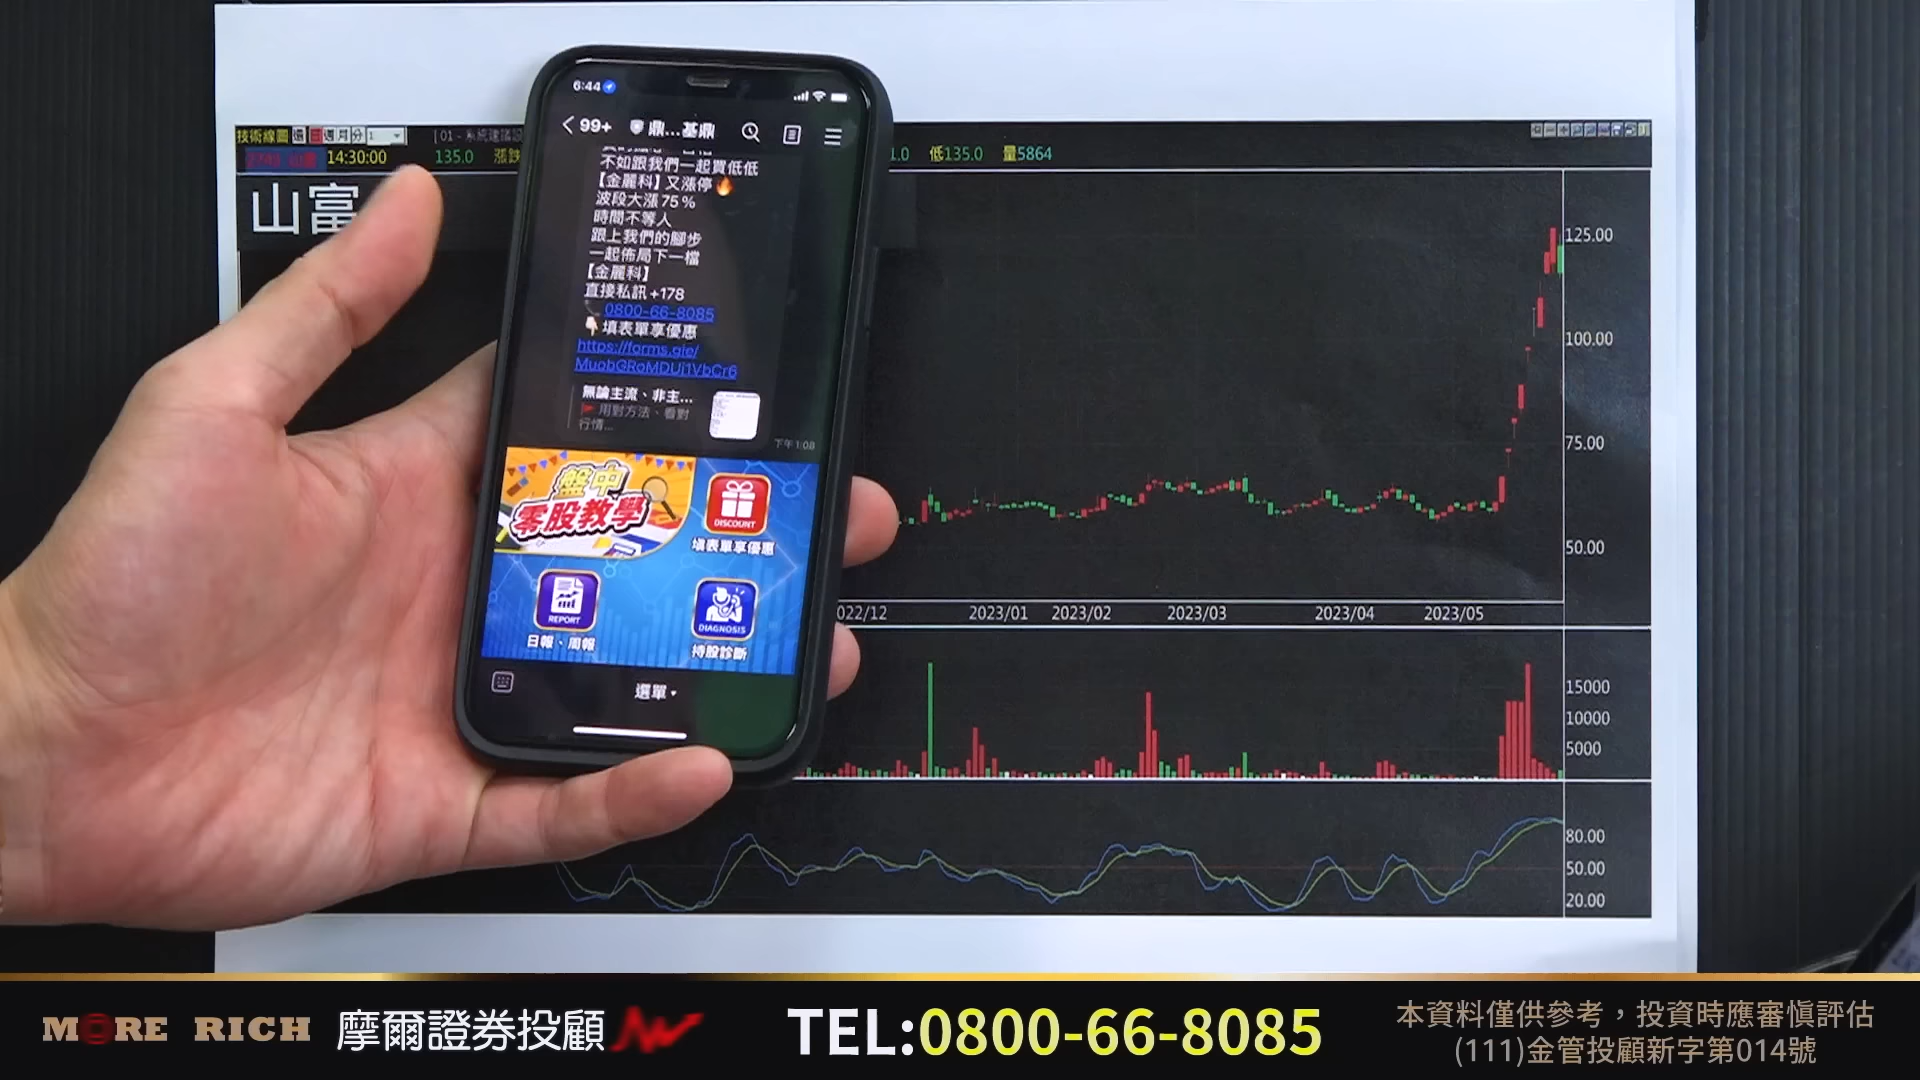 技術線圖 還 日 週 月 分 1
14:30:00 135.0 漲跌
低135.0 量5864
山富
125.00
100.00
75.00
50.00
2023/01 2023/02 2023/03 2023/04 2023/05
15000
10000
5000
80.00
50.00
20.00
6:44
99+ 鼎...基鼎
不如跟我們一起買低低
【金麗科】又漲停🔥
波段大漲75%
時間不等人
跟上我們的腳步
一起佈局下一檔
【金麗科】
直接私訊+178
0800-66-8085
👇🏻填表單享優惠
https://forms.gle/
MuobGRoMDUj1VbCr6
無論主流、非主...
🚩用對方法、看對
行情...
下午1:08
盤中
零股教學
DISCOUNT
填表單享優惠
REPORT
日報、周報
DIAGNOSIS
持股診斷
選單
MORE RICH 摩爾證券投顧
TEL:0800-66-8085
本資料僅供參考，投資時應審慎評估
(111)金管投顧新字第014號